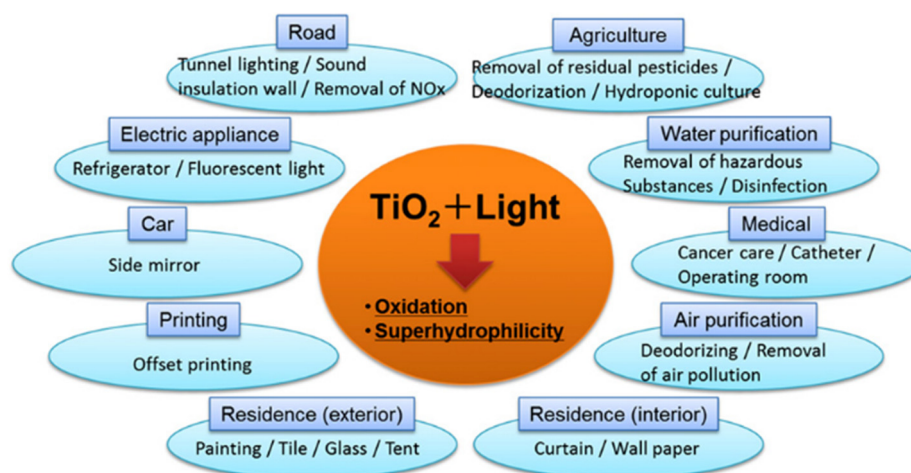 Road
Tunnel lighting / Sound
insulation wall / Removal of NOx
Agriculture
Removal of residual pesticides /
Deodorization / Hydroponic culture
Electric appliance
Refrigerator / Fluorescent light
Water purification
Removal of hazardous
Substances / Disinfection
TiO₂+Light
• Oxidation
• Superhydrophilicity
Car
Side mirror
Medical
Cancer care / Catheter /
Operating room
Printing
Offset printing
Air purification
Deodorizing / Removal
of air pollution
Residence (exterior)
Painting / Tile / Glass / Tent
Residence (interior)
Curtain / Wall paper